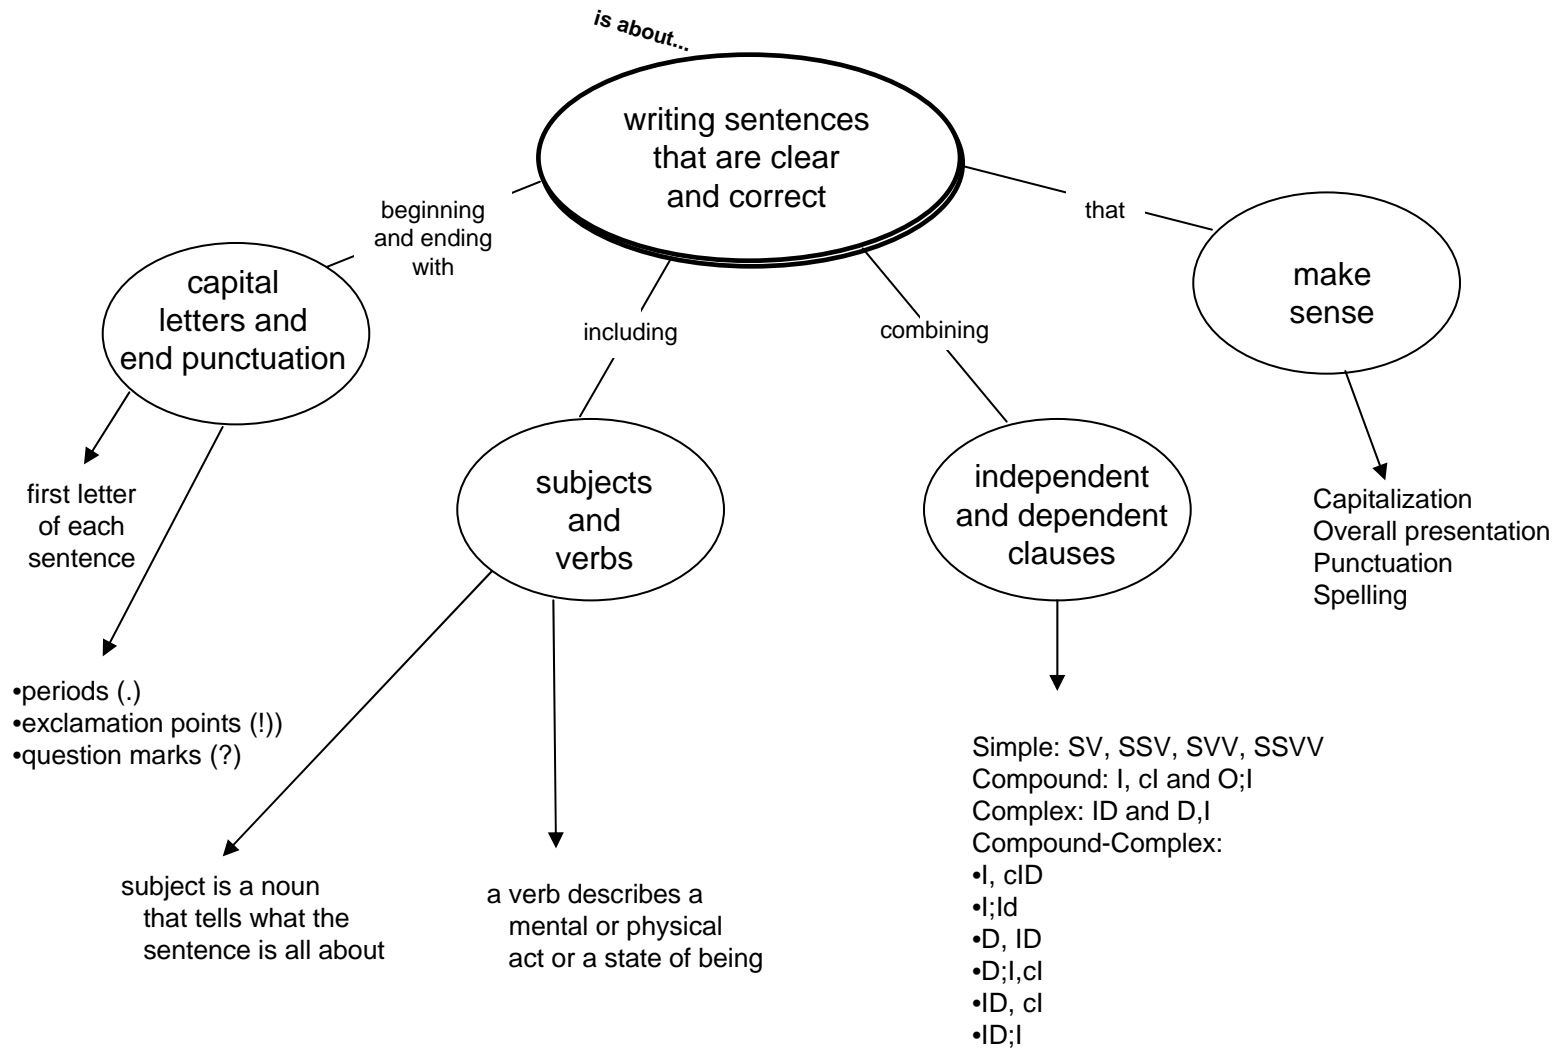 is about...
writing sentences
that are clear
and correct
beginning
and ending
with
that
capital
letters and
end punctuation
make
sense
including
combining
first letter
of each
sentence
subjects
and
verbs
independent
and dependent
clauses
Capitalization
Overall presentation
Punctuation
Spelling
•periods (.)
•exclamation points (!))
•question marks (?)
subject is a noun
that tells what the
sentence is all about
a verb describes a
mental or physical
act or a state of being
Simple: SV, SSV, SVV, SSVV
Compound: I, cI and O;I
Complex: ID and D,I
Compound-Complex:
•I, cID
•I;Id
•D, ID
•D;I,cI
•ID, cI
•ID;I